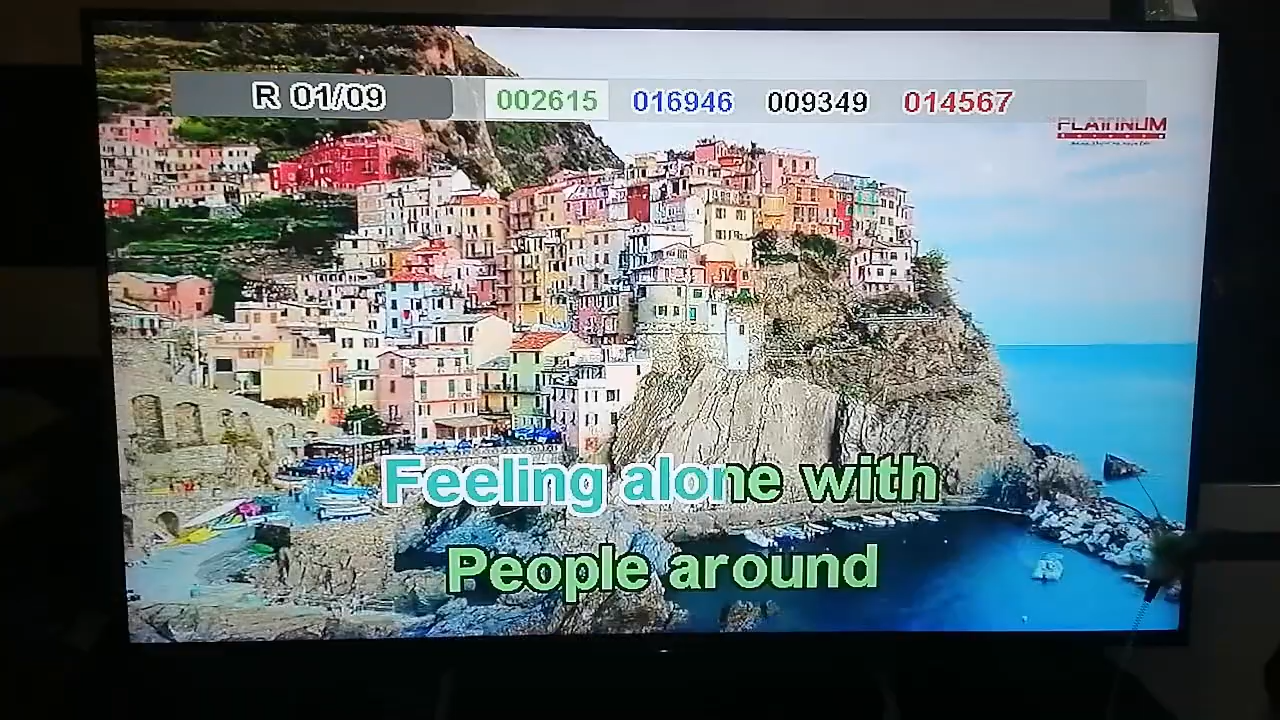 R 01/09 002615 016946 009349 014567
PLATINUM
Feeling alone with
People around